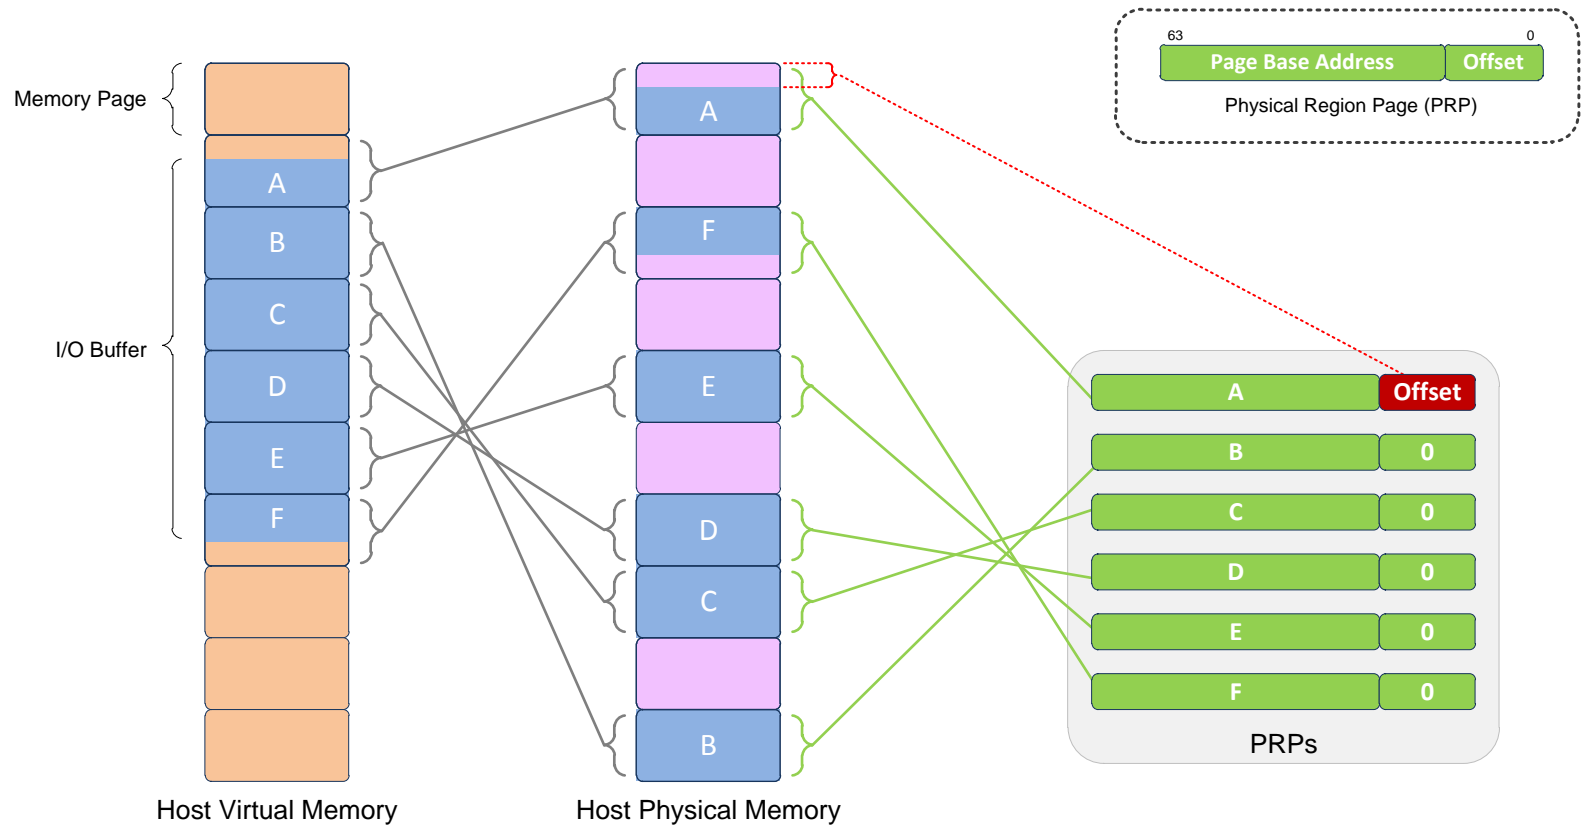 63 0
Page Base Address Offset
Physical Region Page (PRP)
Memory Page
I/O Buffer
A
B
C
D
E
F
Host Virtual Memory
A
F
E
D
C
B
Host Physical Memory
A Offset
B 0
C 0
D 0
E 0
F 0
PRPs